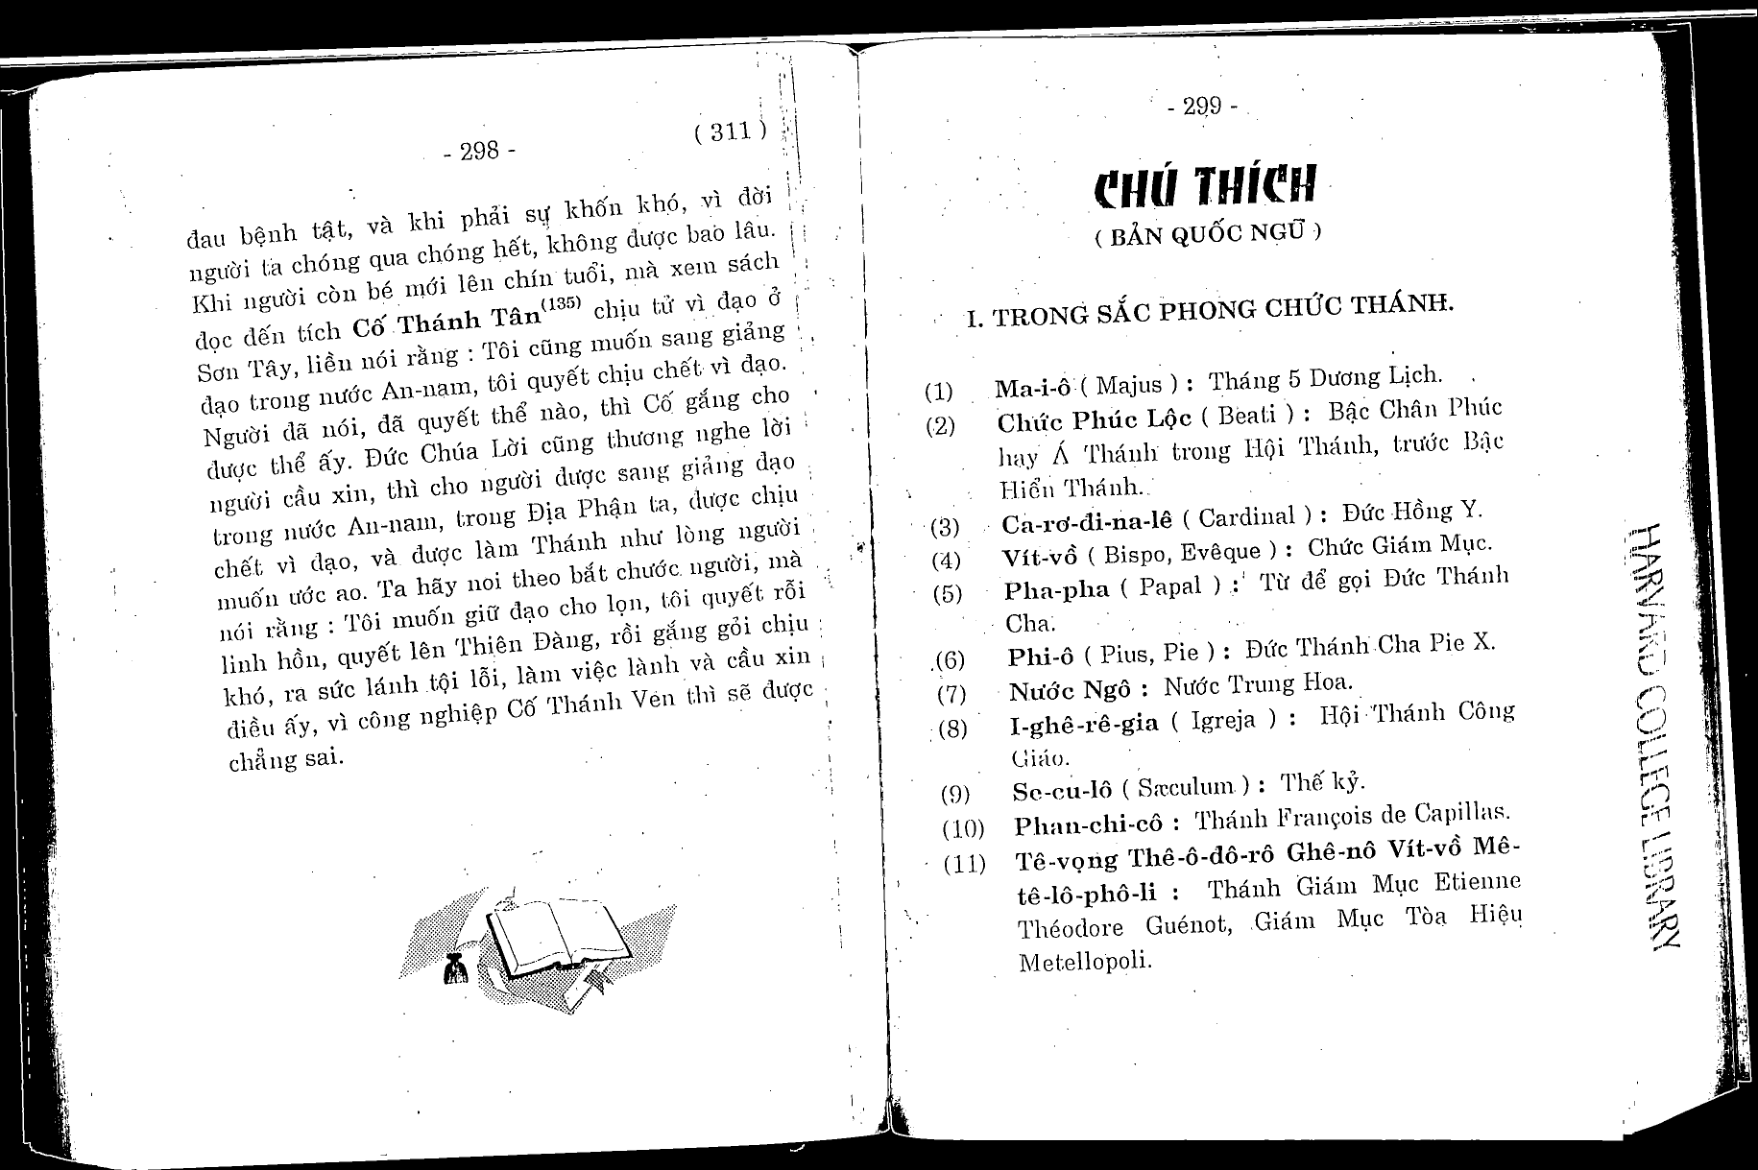 - 298 -
( 311 )
đau bệnh tật, và khi phải sự khốn khó, vì đời
người ta chóng qua chóng hết, không được bao lâu.
Khi người còn bé mới lên chín tuổi, mà xem sách
đọc đến tích Cố Thánh Tân(135) chịu tử vì đạo ở
Sơn Tây, liền nói rằng : Tôi cũng muốn sang giảng
đạo trong nước An-nam, tôi quyết chịu chết vì đạo.
Người đã nói, đã quyết thể nào, thì Cố gắng cho
được thể ấy. Đức Chúa Lời cũng thương nghe lời
người cầu xin, thì cho người được sang giảng đạo
trong nước An-nam, trong Địa Phận ta, được chịu
chết vì đạo, và được làm Thánh như lòng người
muốn ước ao. Ta hãy noi theo bắt chước người, mà
nói rằng : Tôi muốn giữ đạo cho lọn, tôi quyết rỗi
linh hồn, quyết lên Thiên Đàng, rồi gắng gỏi chịu
khó, ra sức lánh tội lỗi, làm việc lành và cầu xin
điều ấy, vì công nghiệp Cố Thánh Ven thì sẽ được
chẳng sai.
- 299 -
CHÚ THÍCH
( BẢN QUỐC NGỮ )
I. TRONG SẮC PHONG CHỨC THÁNH.
(1) Ma-i-ô ( Majus ) : Tháng 5 Dương Lịch.
(2) Chức Phúc Lộc ( Beati ) : Bậc Chân Phúc
hay Á Thánh trong Hội Thánh, trước Bậc
Hiển Thánh.
(3) Ca-rơ-đi-na-lê ( Cardinal ) : Đức Hồng Y.
(4) Vít-vồ ( Bispo, Evêque ) : Chức Giám Mục.
(5) Pha-pha ( Papal ) : Từ để gọi Đức Thánh
Cha.
(6) Phi-ô ( Pius, Pie ) : Đức Thánh Cha Pie X.
(7) Nước Ngô : Nước Trung Hoa.
(8) I-ghê-rê-gia ( Igreja ) : Hội Thánh Công
Giáo.
(9) Se-cu-lô ( Sæculum ) : Thế kỷ.
(10) Phan-chi-cô : Thánh François de Capillas.
(11) Tê-vọng Thê-ô-đô-rô Ghê-nô Vít-vồ Mê-
tê-lô-phô-li : Thánh Giám Mục Etienne
Théodore Guénot, Giám Mục Tòa Hiệu
Metellopoli.
HARVARD COLLEGE LIBRARY